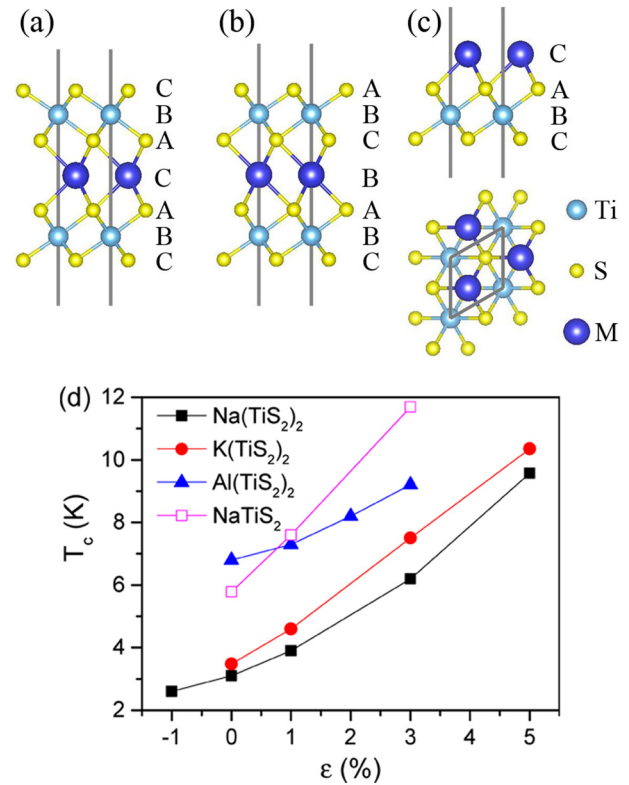 (a)
C
B
A
C
A
B
C
(b)
A
B
C
B
A
B
C
(c)
C
A
B
C
Ti
S
M
(d)
Na(TiS₂)₂
K(TiS₂)₂
Al(TiS₂)₂
NaTiS₂
T_c (K)
12
10
8
6
4
2
-1 0 1 2 3 4 5
ε (%)